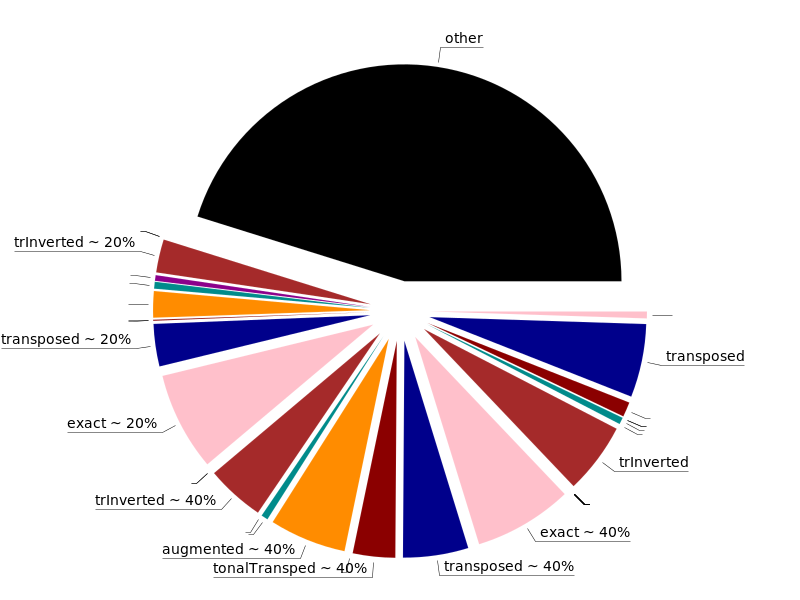 other
trInverted ~ 20%
transposed ~ 20%
transposed
exact ~ 20%
trInverted
trInverted ~ 40%
exact ~ 40%
augmented ~ 40%
tonalTransped ~ 40%
transposed ~ 40%